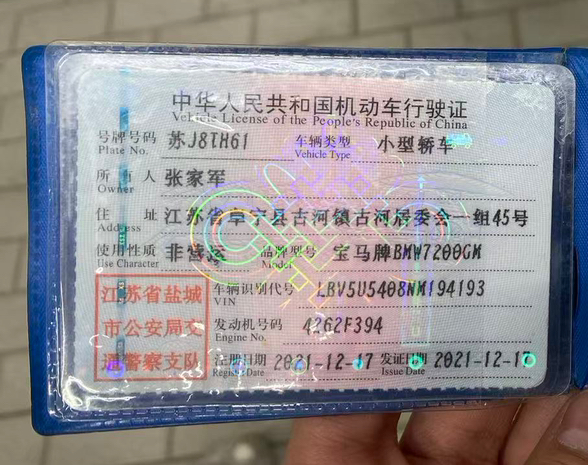 中华人民共和国机动车行驶证
Vehicle License of the People's Republic of China
号牌号码 苏J8TH61 车辆类型 小型轿车
Plate No. Vehicle Type
所有人 张家军
Owner
住 址 江苏省阜宁县古河镇古河居委会一组45号
Address
使用性质 非营运 品牌型号 宝马牌BMW7200GM
Use Character Model
江苏省盐城
市公安局交
通警察支队
车辆识别代号 LBV5U5408NM194193
VIN
发动机号码 4262F394
Engine No.
注册日期 2021-12-17 发证日期 2021-12-17
Register Date Issue Date